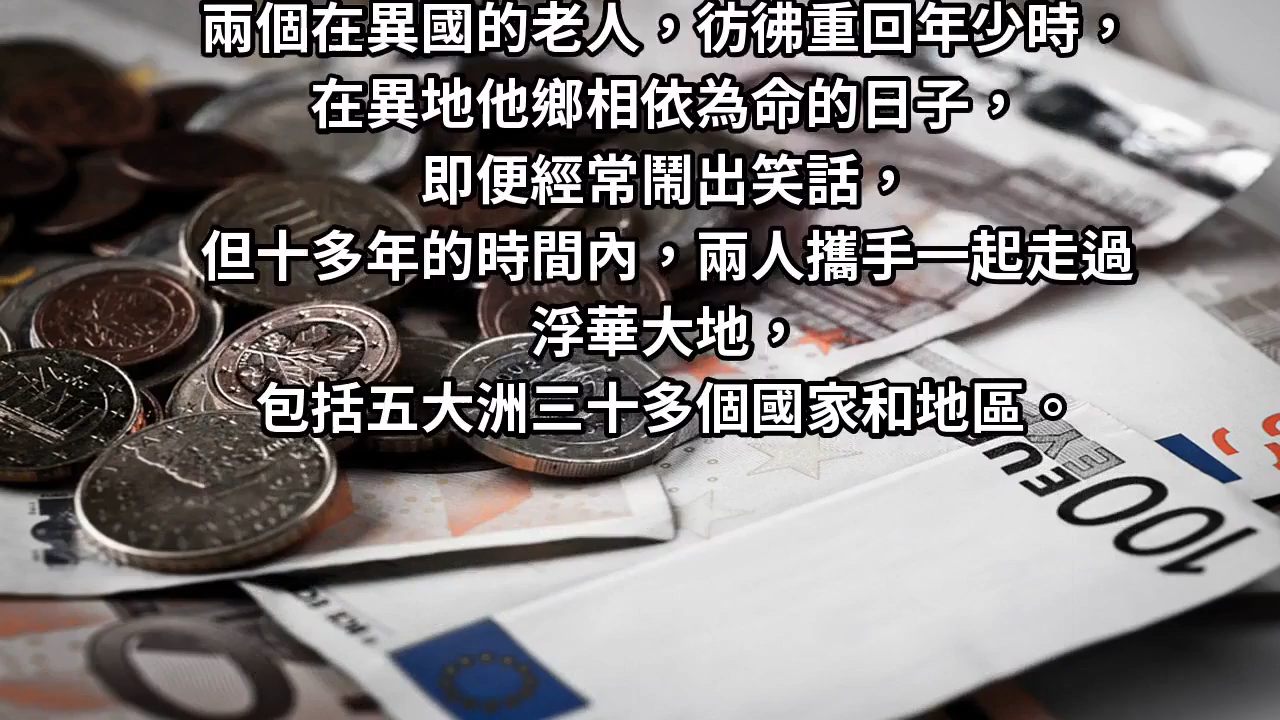 兩個在異國的老人，彷彿重回年少時，
在異地他鄉相依為命的日子，
即便經常鬧出笑話，
但十多年的時間內，兩人攜手一起走過
浮華大地，
包括五大洲三十多個國家和地區。
100